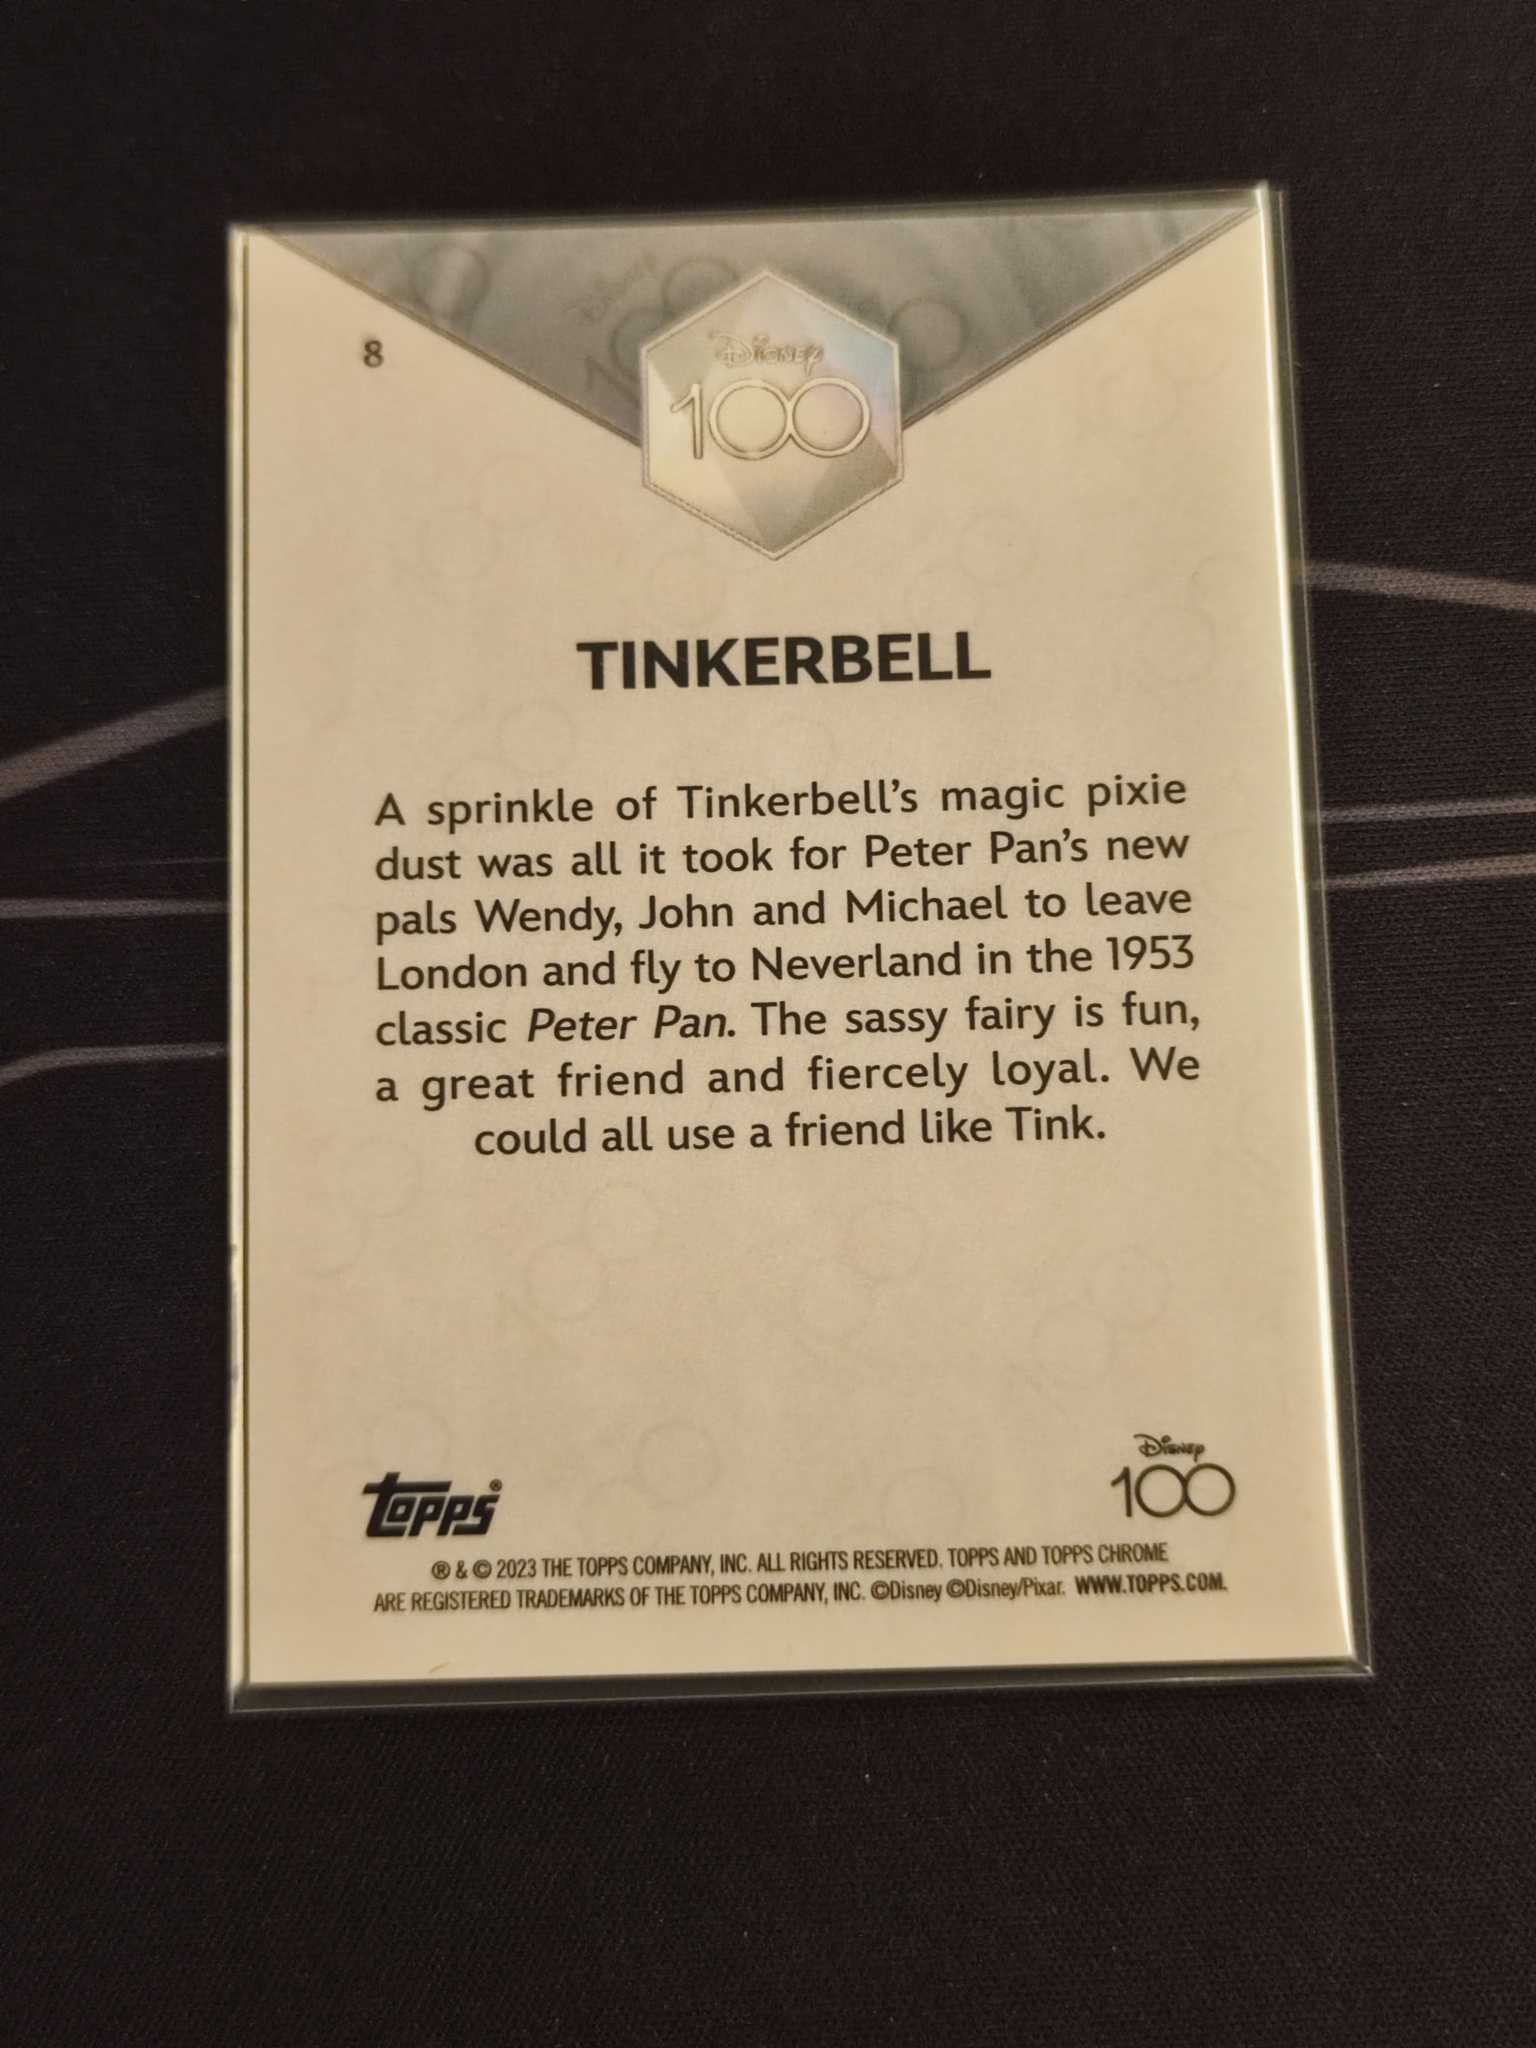 8
Disney
100
TINKERBELL
A sprinkle of Tinkerbell's magic pixie
dust was all it took for Peter Pan's new
pals Wendy, John and Michael to leave
London and fly to Neverland in the 1953
classic Peter Pan. The sassy fairy is fun,
a great friend and fiercely loyal. We
could all use a friend like Tink.
topps®
Disney
100
® & © 2023 THE TOPPS COMPANY, INC. ALL RIGHTS RESERVED. TOPPS AND TOPPS CHROME
ARE REGISTERED TRADEMARKS OF THE TOPPS COMPANY, INC. ©Disney ©Disney/Pixar. WWW.TOPPS.COM.